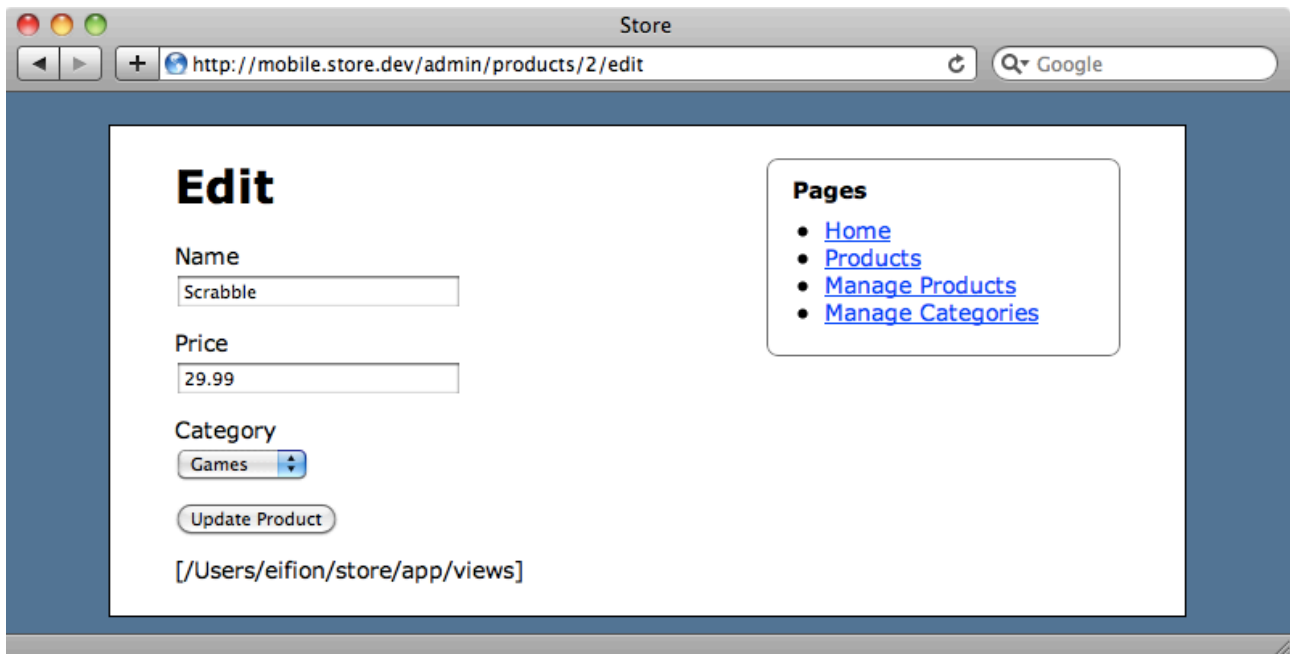 Store
+ http://mobile.store.dev/admin/products/2/edit
Google
Edit
Name
Scrabble
Price
29.99
Category
Games
Update Product
[/Users/eifion/store/app/views]
Pages
• Home
• Products
• Manage Products
• Manage Categories